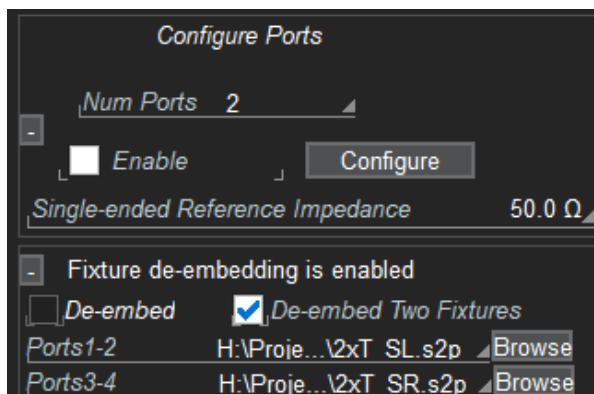 Configure Ports
Num Ports 2
-
Enable Configure
Single-ended Reference Impedance 50.0 Ω
- Fixture de-embedding is enabled
De-embed De-embed Two Fixtures
Ports1-2 H:\Proje...\2xT_SL.s2p Browse
Ports3-4 H:\Proje...\2xT_SR.s2p Browse